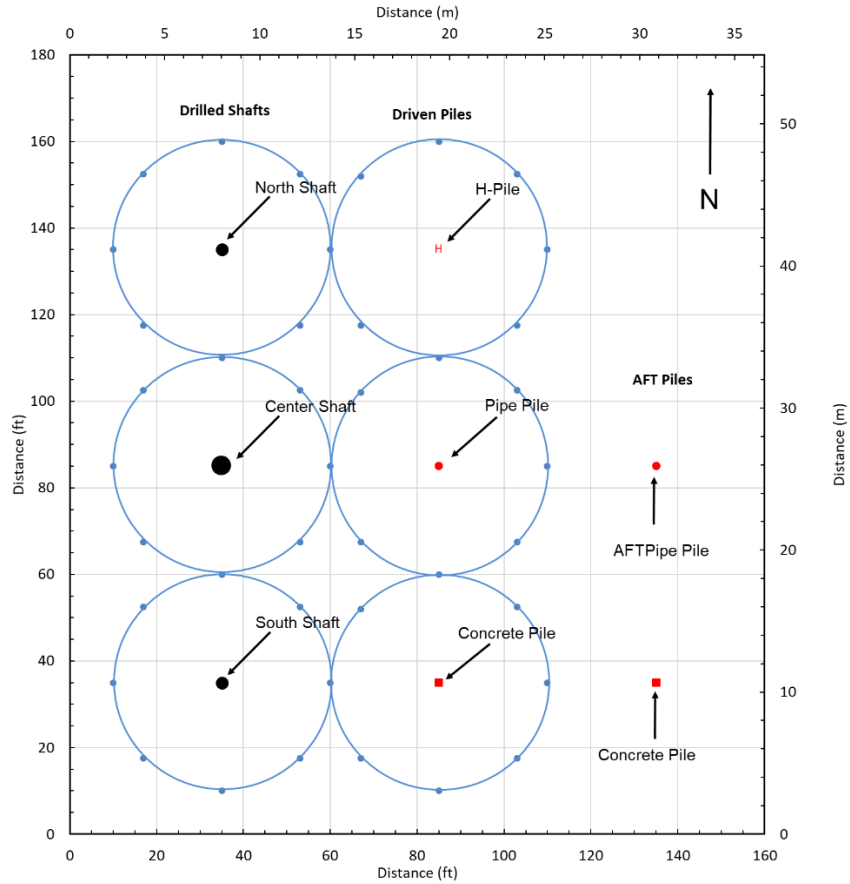 Distance (m)
0 5 10 15 20 25 30 35
180
160
140
120
100
80
60
40
20
0
Distance (ft)
Drilled Shafts
Driven Piles
North Shaft
H-Pile
H
N
Center Shaft
Pipe Pile
AFT Piles
AFTPipe Pile
South Shaft
Concrete Pile
Concrete Pile
50
40
30
20
10
0
Distance (m)
0 20 40 60 80 100 120 140 160
Distance (ft)